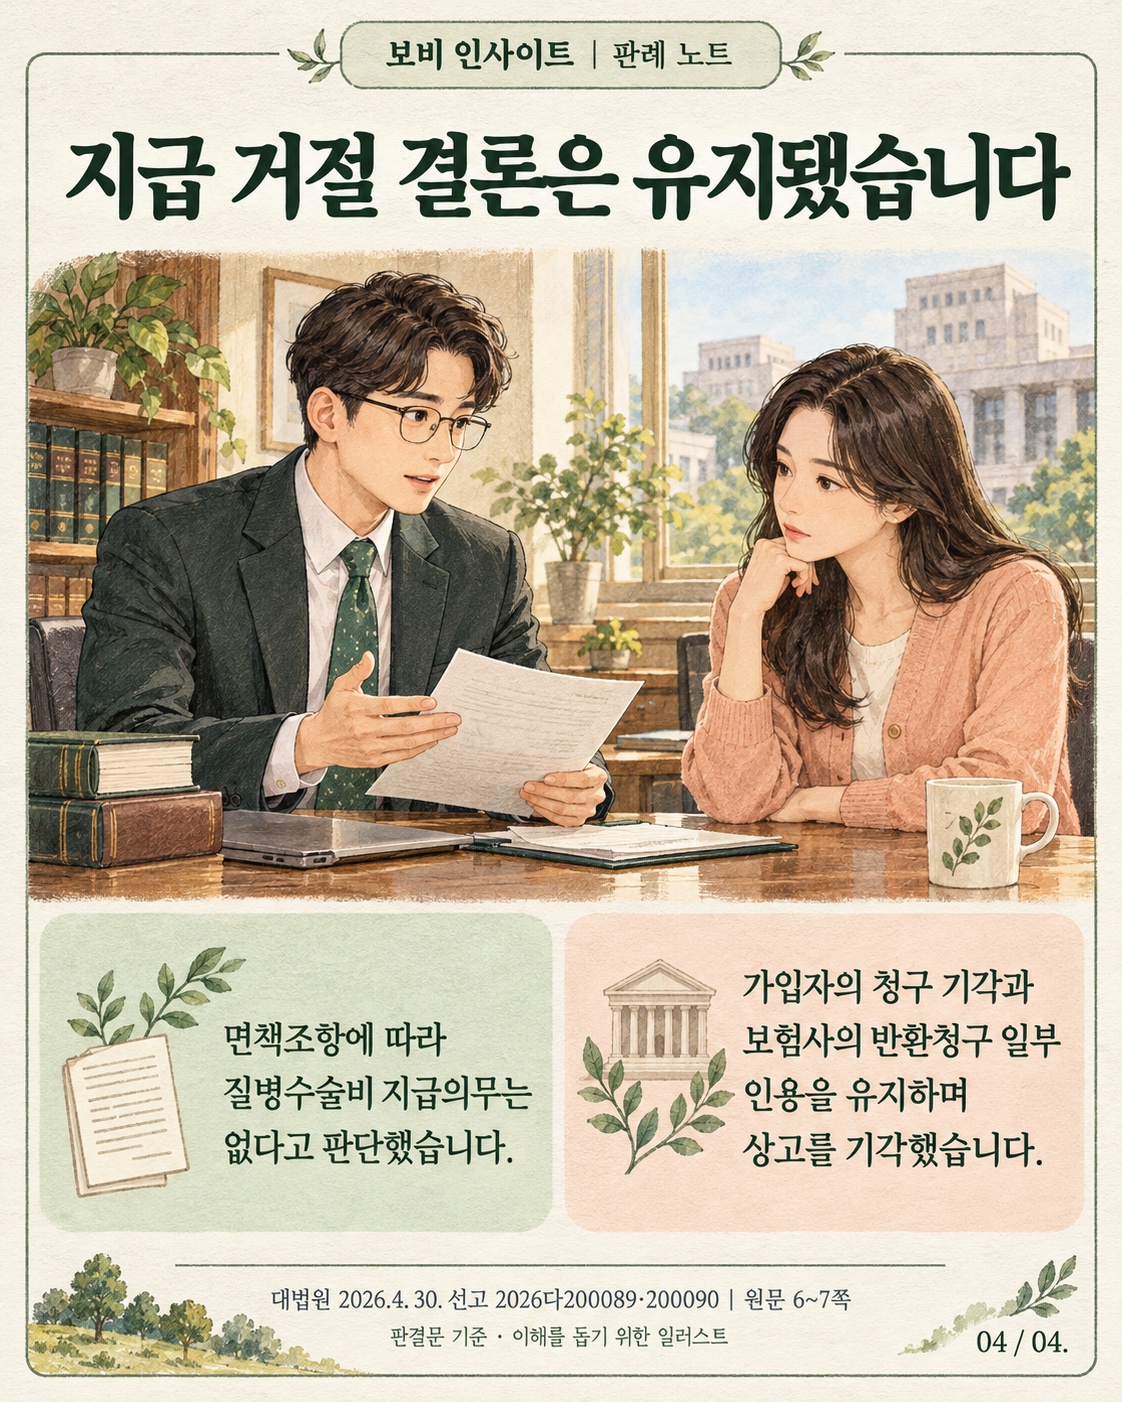 보비 인사이트 | 판례 노트
지급 거절 결론은 유지됐습니다
면책조항에 따라
질병수술비 지급의무는
없다고 판단했습니다.
가입자의 청구 기각과
보험사의 반환청구 일부
인용을 유지하며
상고를 기각했습니다.
대법원 2026.4.30. 선고 2026다200089·200090 | 원문 6~7쪽
판결문 기준 · 이해를 돕기 위한 일러스트
04 / 04.